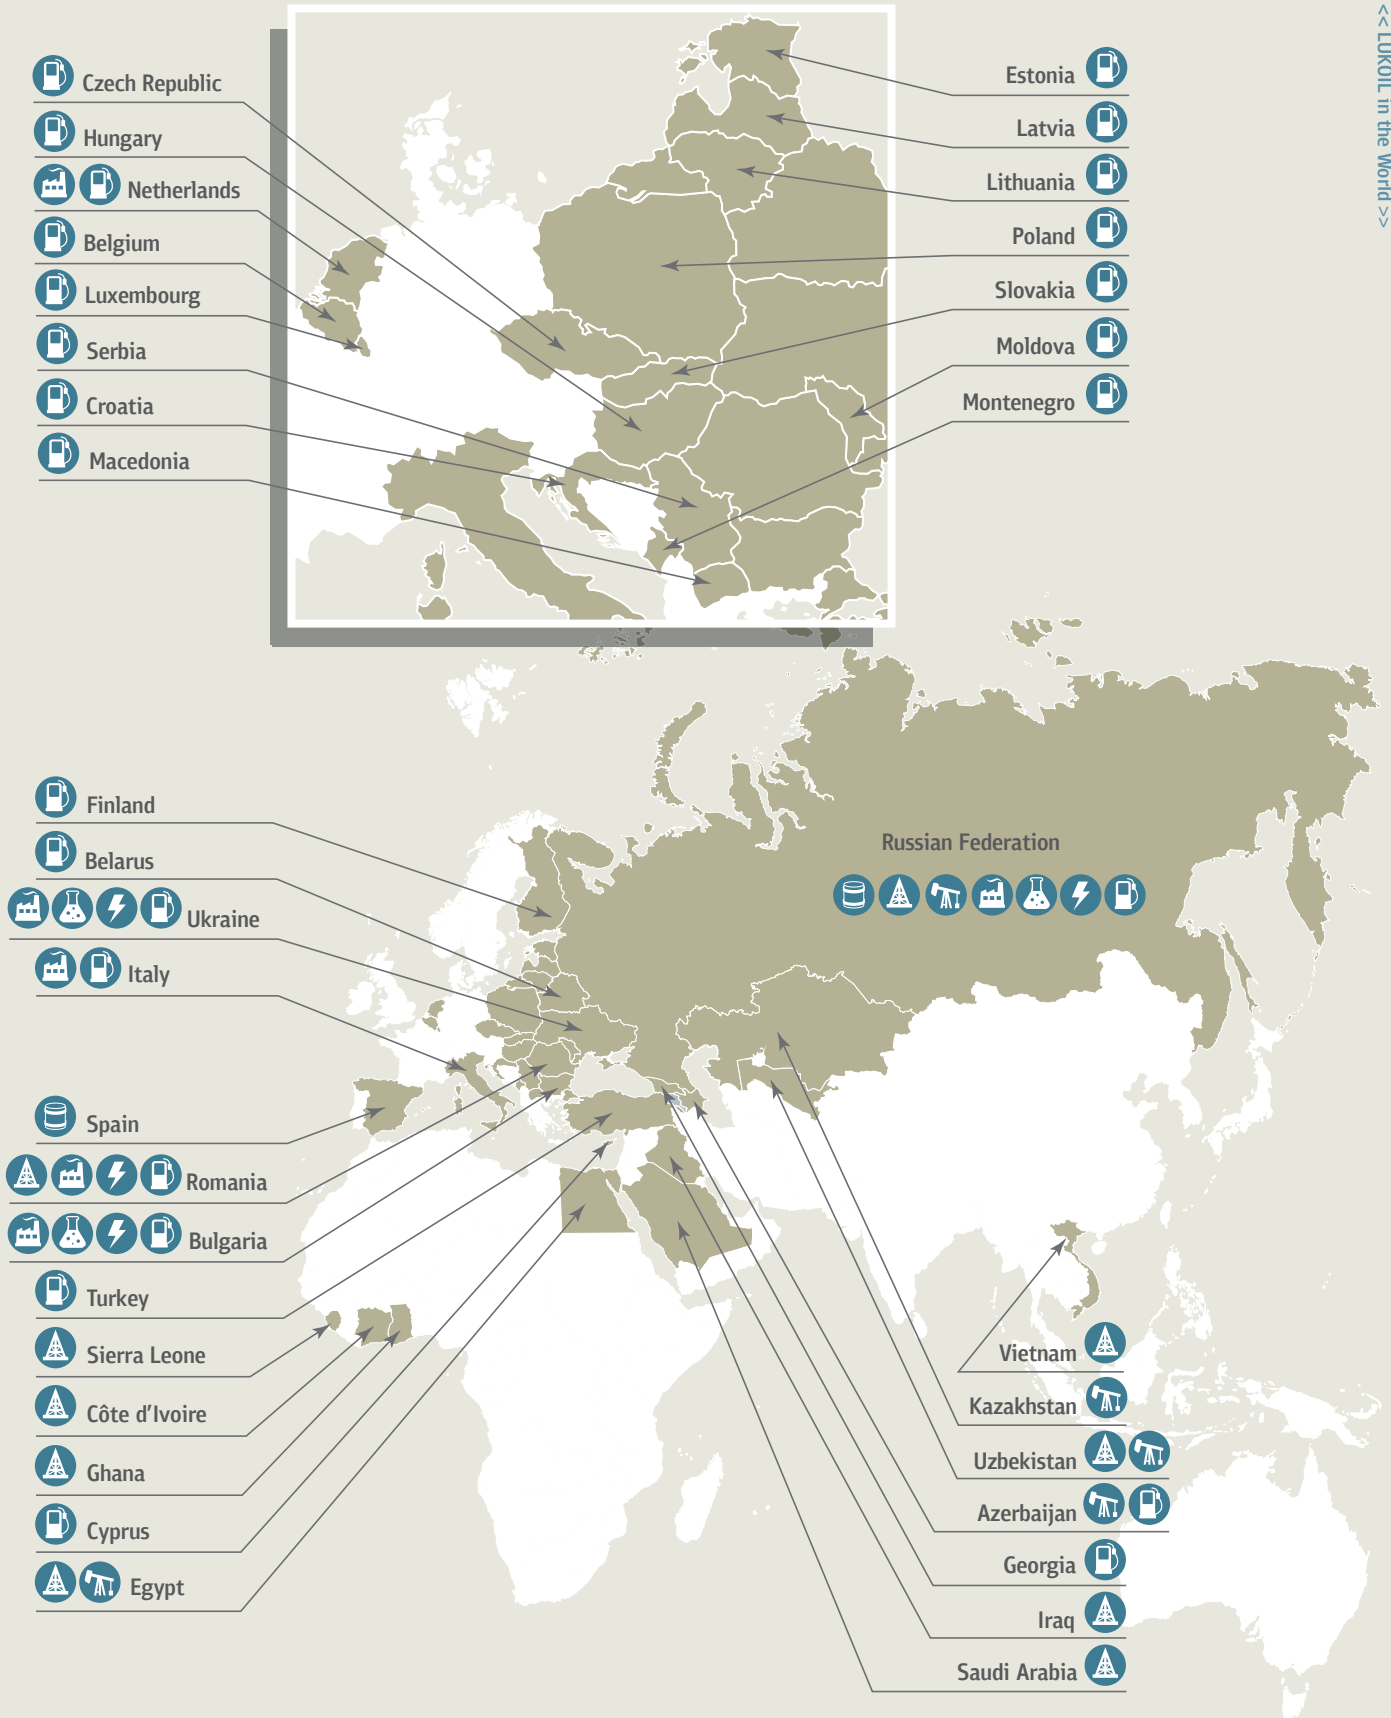 << LUKOIL in the World >>
Czech Republic
Hungary
Netherlands
Belgium
Luxembourg
Serbia
Croatia
Macedonia
Estonia
Latvia
Lithuania
Poland
Slovakia
Moldova
Montenegro
Finland
Belarus
Ukraine
Italy
Russian Federation
Spain
Romania
Bulgaria
Turkey
Sierra Leone
Côte d'Ivoire
Ghana
Cyprus
Egypt
Vietnam
Kazakhstan
Uzbekistan
Azerbaijan
Georgia
Iraq
Saudi Arabia